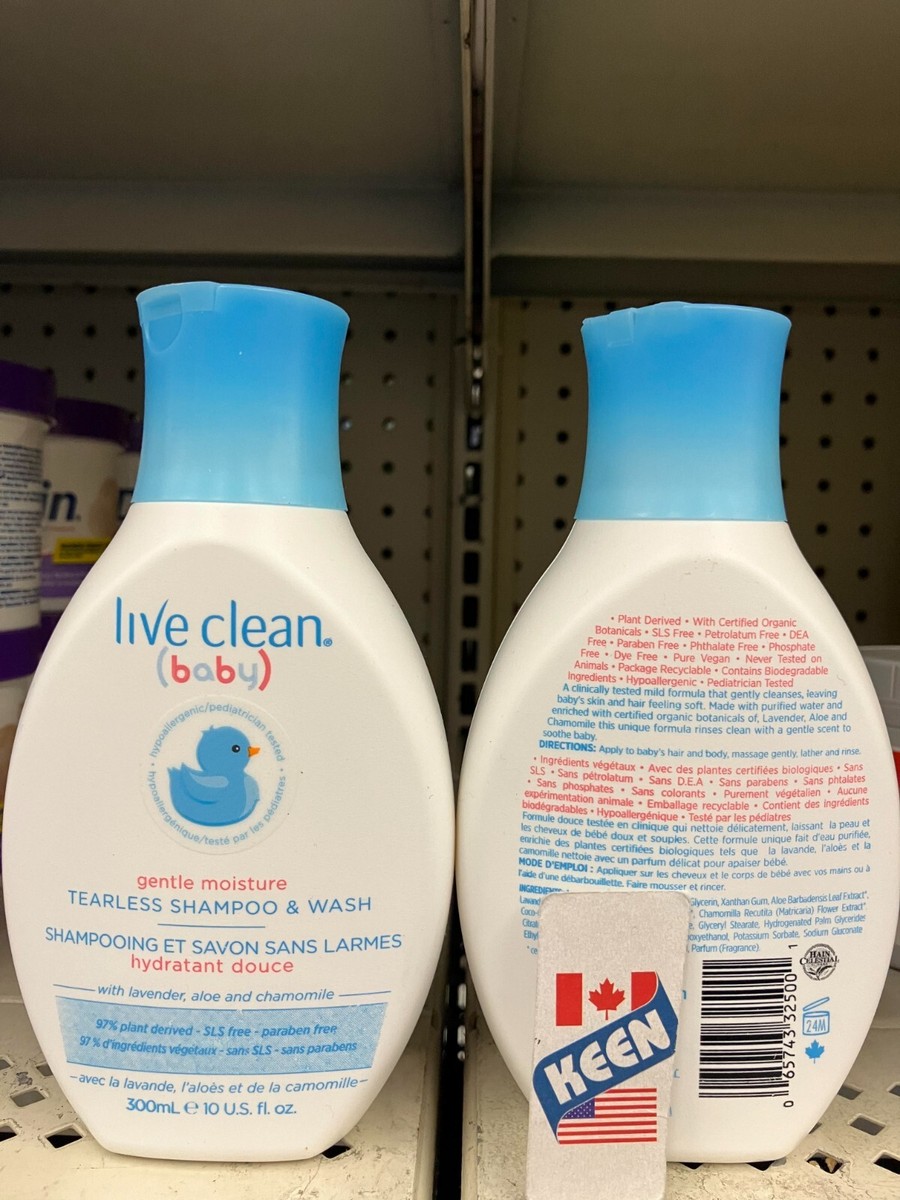 live clean®
(baby)
• hypoallergenic/pediatrician tested •
hypoallergénique/testé par les pédiatres
gentle moisture
TEARLESS SHAMPOO & WASH
SHAMPOOING ET SAVON SANS LARMES
hydratant douce
with lavender, aloe and chamomile
97% plant derived - SLS free - paraben free
97 % d'ingrédients végétaux - sans SLS - sans parabens
avec la lavande, l'aloès et de la camomille
300mL e 10 U.S. fl. oz.
• Plant Derived • With Certified Organic
Botanicals • SLS Free • Petrolatum Free • DEA
Free • Paraben Free • Phthalate Free • Phosphate
Free • Dye Free • Pure Vegan • Never Tested on
Animals • Package Recyclable • Contains Biodegradable
Ingredients • Hypoallergenic • Pediatrician Tested
A clinically tested mild formula that gently cleanses, leaving
baby's skin and hair feeling soft. Made with purified water and
enriched with certified organic botanicals of, Lavender, Aloe and
Chamomile this unique formula rinses clean with a gentle scent to
soothe baby.
DIRECTIONS: Apply to baby's hair and body, massage gently, lather and rinse.
• Ingrédients végétaux • Avec des plantes certifiées biologiques • Sans
SLS • Sans pétrolatum • Sans D.E.A • Sans parabens • Sans phtalates
• Sans phosphates • Sans colorants • Purement végétalien • Aucune
expérimentation animale • Emballage recyclable • Contient des ingrédients
biodégradables • Hypoallergénique • Testé par les pédiatres
Formule douce testée en clinique qui nettoie délicatement, laissant la peau et
les cheveux de bébé doux et souples. Cette formule unique fait d'eau purifiée,
enrichie des plantes certifiées biologiques tels que la lavande, l'aloès et la
camomille nettoie avec un parfum délicat pour apaiser bébé.
MODE D'EMPLOI : Appliquer sur les cheveux et le corps de bébé avec vos mains ou à
l'aide d'une débarbouillette. Faire mousser et rincer.
Glycerin, Xanthan Gum, Aloe Barbadensis Leaf Extract*,
Chamomilla Recutita (Matricaria) Flower Extract*
Glyceryl Stearate, Hydrogenated Palm Glycerides
Potassium Sorbate, Sodium Gluconate
Parfum (Fragrance).
HAIN
CELESTIAL
24M
0 65743 32500 1
KEEN
in.